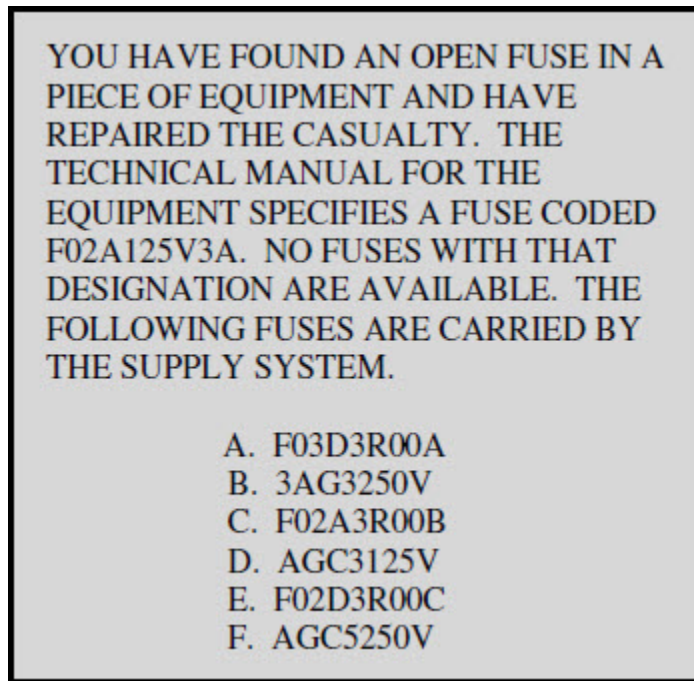 YOU HAVE FOUND AN OPEN FUSE IN A
PIECE OF EQUIPMENT AND HAVE
REPAIRED THE CASUALTY. THE
TECHNICAL MANUAL FOR THE
EQUIPMENT SPECIFIES A FUSE CODED
F02A125V3A. NO FUSES WITH THAT
DESIGNATION ARE AVAILABLE. THE
FOLLOWING FUSES ARE CARRIED BY
THE SUPPLY SYSTEM.
A. F03D3R00A
B. 3AG3250V
C. F02A3R00B
D. AGC3125V
E. F02D3R00C
F. AGC5250V